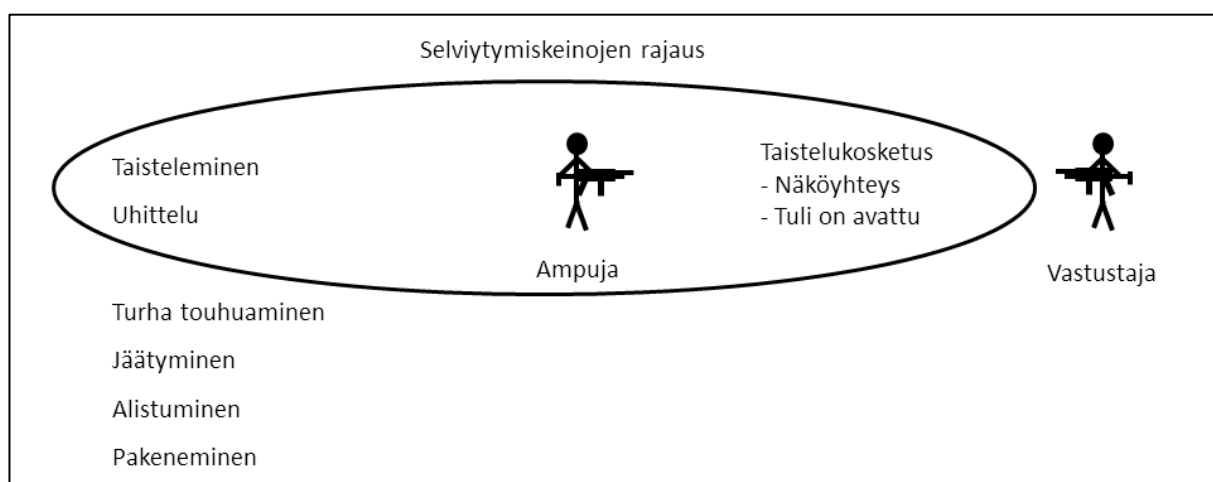 Selviytymiskeinojen rajaus
Taisteleminen
Uhittelu
Ampuja
Taistelukosketus
- Näköyhteys
- Tuli on avattu
Vastustaja
Turha touhuaminen
Jäätyminen
Alistuminen
Pakeneminen